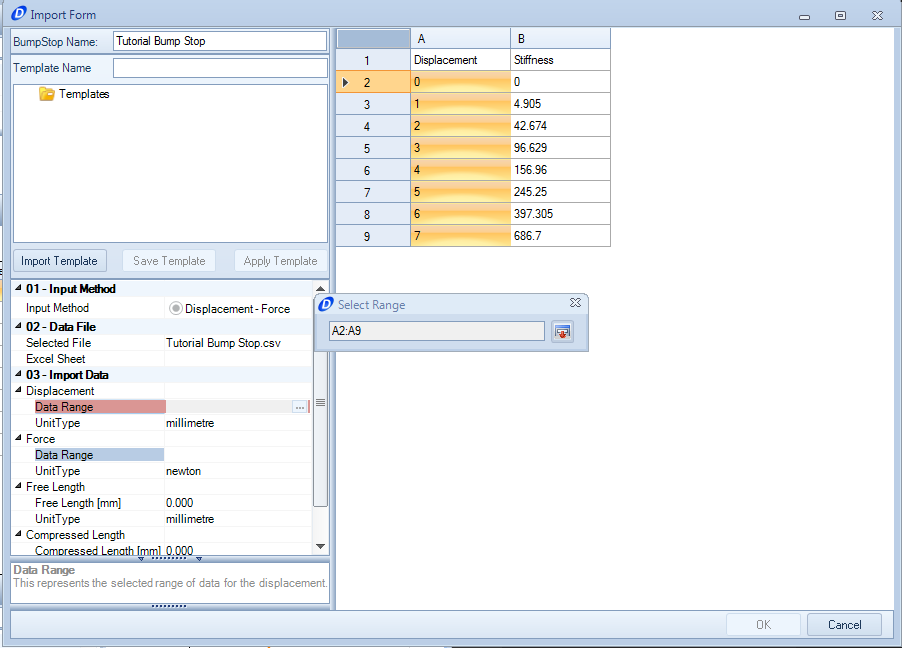 Import Form
BumpStop Name: Tutorial Bump Stop
Template Name
Templates
Import Template Save Template Apply Template
01 - Input Method
Input Method Displacement - Force
02 - Data File
Selected File Tutorial Bump Stop.csv
Excel Sheet
03 - Import Data
Displacement
Data Range ...
UnitType millimetre
Force
Data Range
UnitType newton
Free Length
Free Length [mm] 0.000
UnitType millimetre
Compressed Length
Compressed Length [mm] 0.000
Data Range
This represents the selected range of data for the displacement.
A B
1 Displacement Stiffness
2 0 0
3 1 4.905
4 2 42.674
5 3 96.629
6 4 156.96
7 5 245.25
8 6 397.305
9 7 686.7
Select Range
A2:A9
OK Cancel